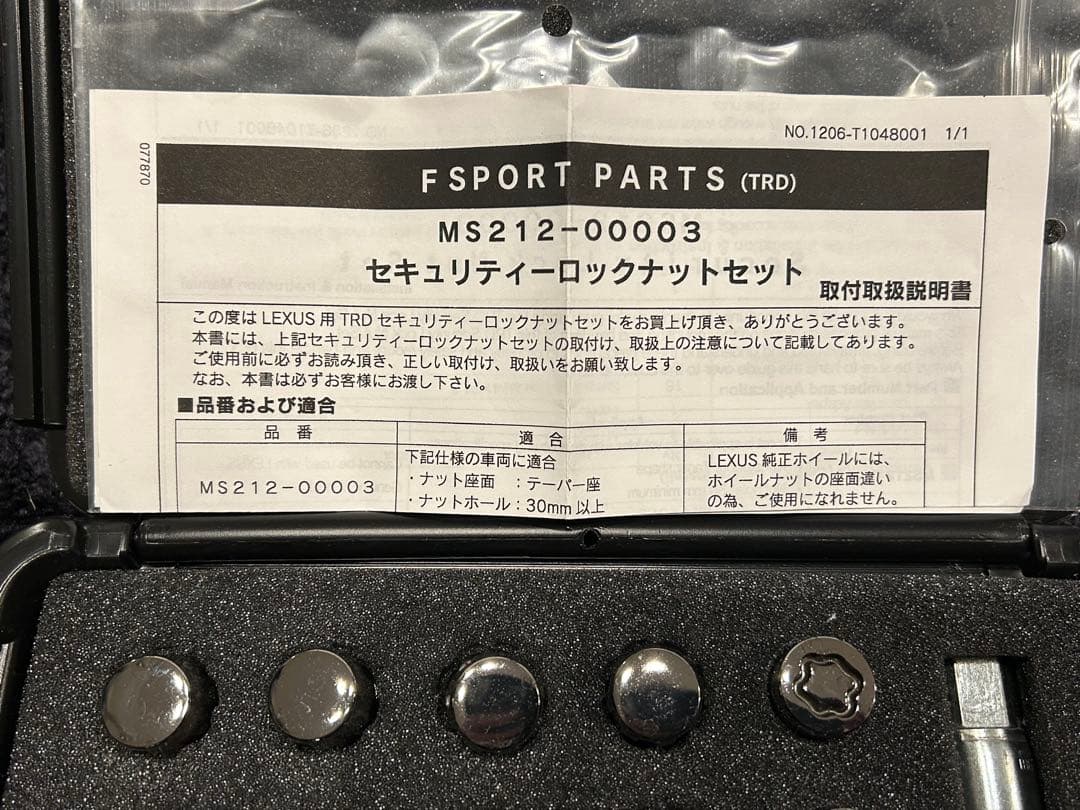 NO.1206-T1048001 1/1
077870
F SPORT PARTS (TRD)
MS212-00003
セキュリティーロックナットセット
取付取扱説明書
この度は LEXUS 用 TRD セキュリティーロックナットセットをお買上げ頂き、ありがとうございます。
本書には、上記セキュリティーロックナットセットの取付け、取扱上の注意について記載してあります。
ご使用前に必ずお読み頂き、正しい取付け、取扱いをお願い致します。
なお、本書は必ずお客様にお渡し下さい。
■品番および適合
品 番 適 合 備 考
MS212-00003
下記仕様の車両に適合
・ナット座面 : テーパー座
・ナットホール : 30mm 以上
LEXUS 純正ホイールには、
ホイールナットの座面違い
の為、ご使用になれません。